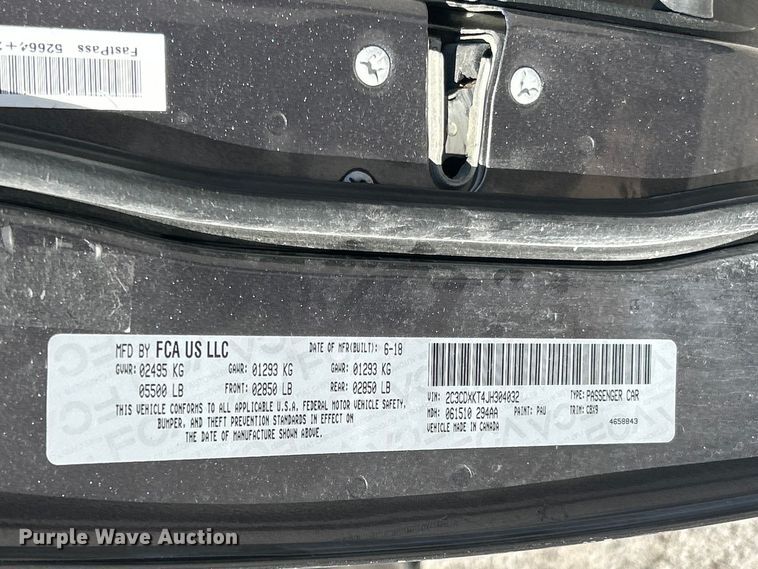 FastPass 52664+
MFD BY FCA US LLC DATE OF MFR(BUILT): 6-18
GVWR: 02495 KG GAWR: 01293 KG GAWR: 01293 KG
05500 LB FRONT: 02850 LB REAR: 02850 LB
THIS VEHICLE CONFORMS TO ALL APPLICABLE U.S.A. FEDERAL MOTOR VEHICLE SAFETY,
BUMPER, AND THEFT PREVENTION STANDARDS IN EFFECT ON
THE DATE OF MANUFACTURE SHOWN ABOVE.
VIN: 2C3CDXKT4JH304032 TYPE: PASSENGER CAR
MDH: 061510 294AA PAINT: PAU TRIM: CBX9
VEHICLE MADE IN CANADA 4658843
Purple Wave Auction